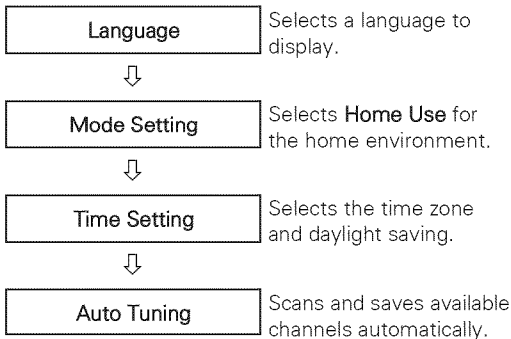 Language
Selects a language to
display.
Mode Setting
Selects Home Use for
the home environment.
Time Setting
Selects the time zone
and daylight saving.
Auto Tuning
Scans and saves available
channels automatically.